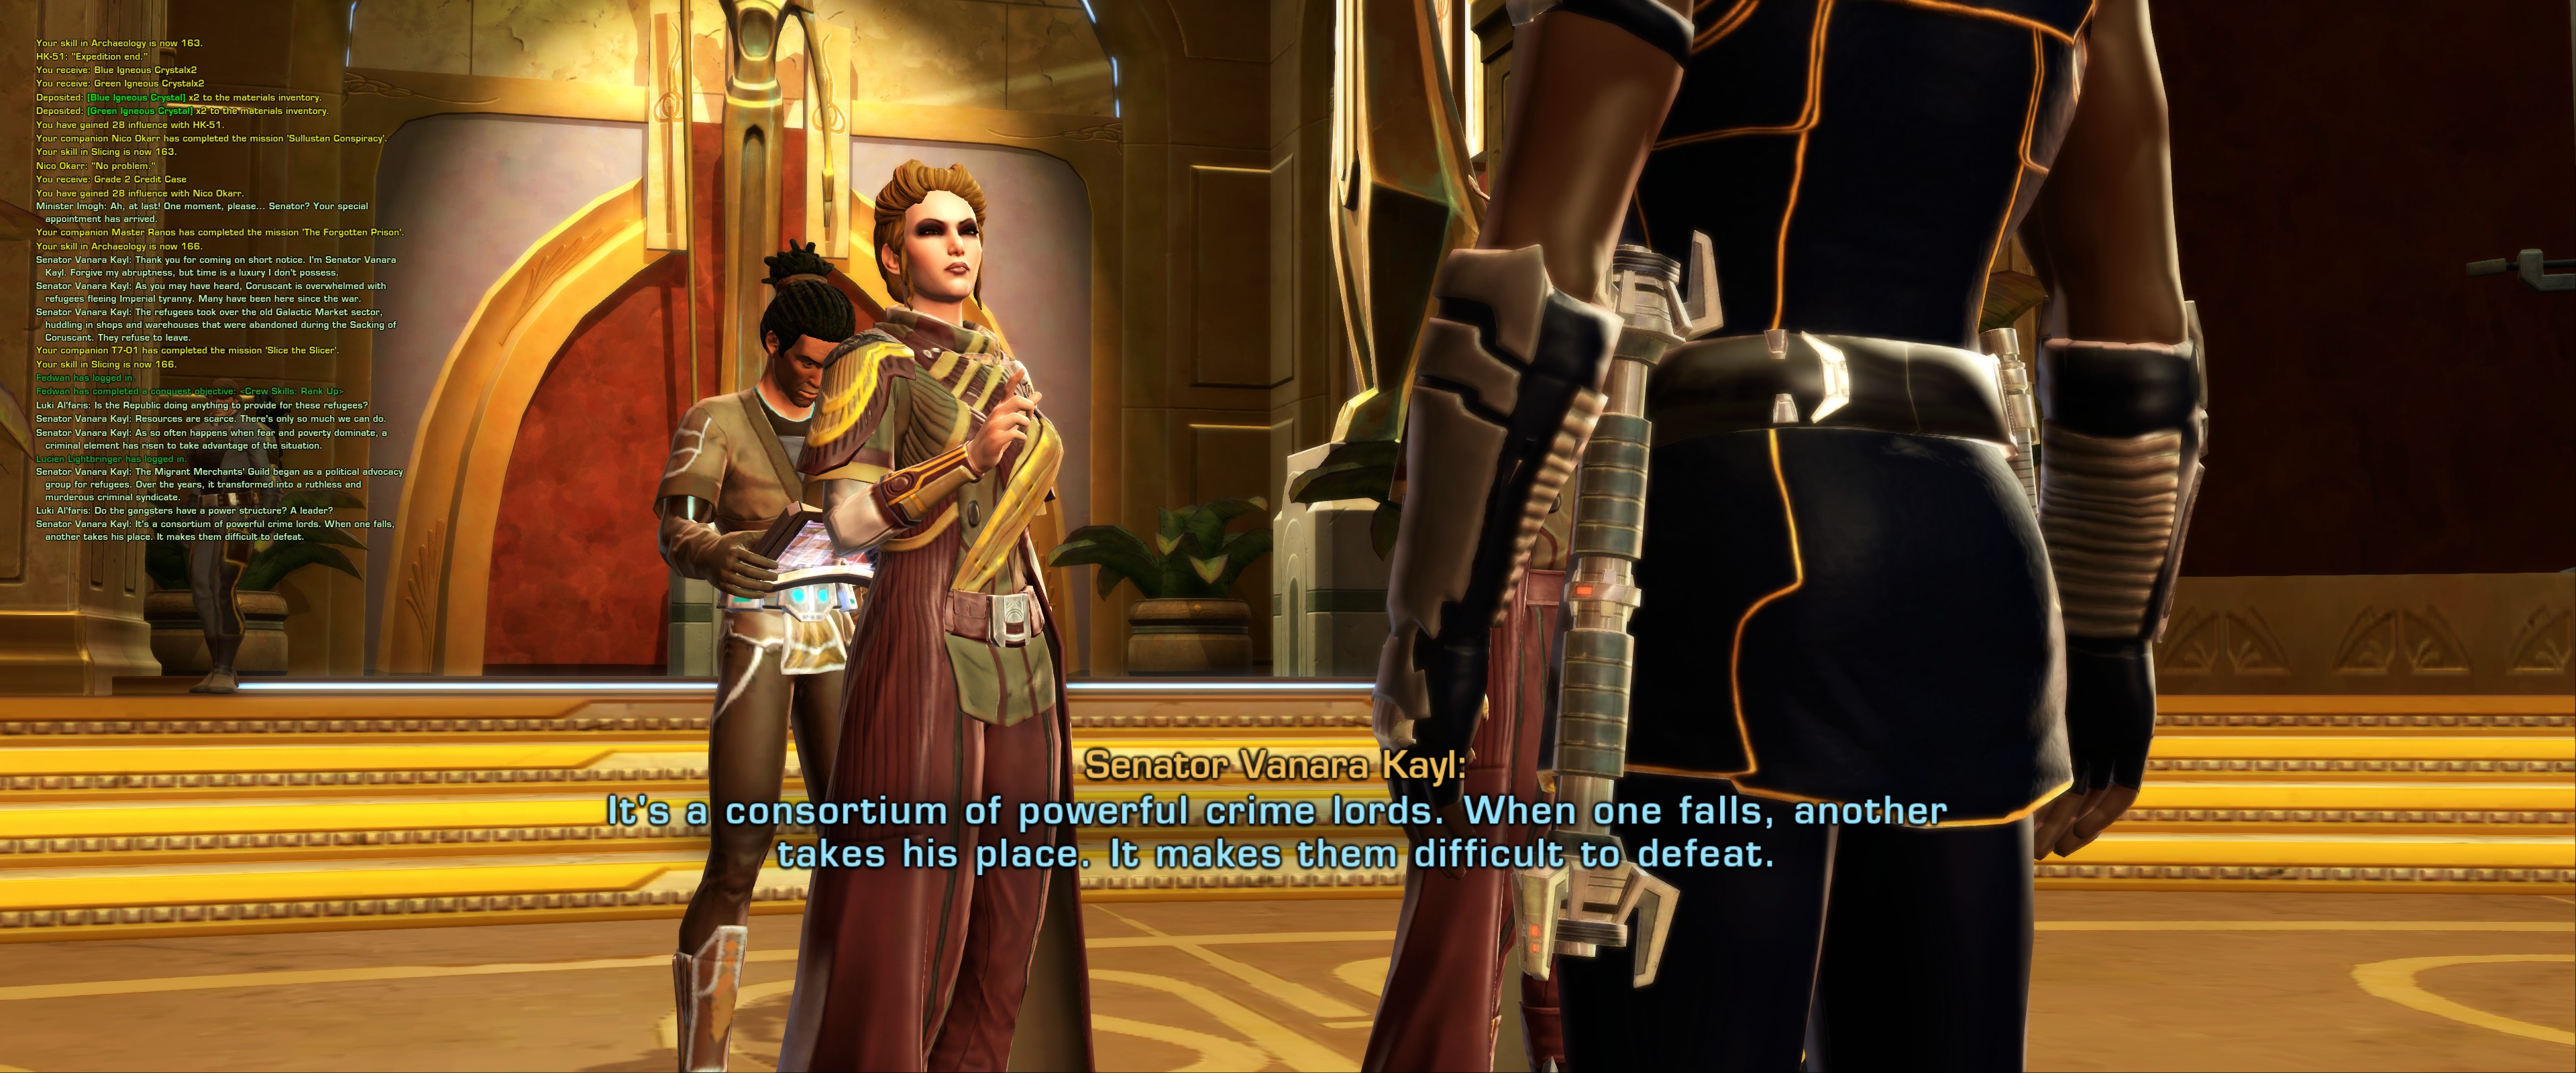 Your skill in Archaeology is now 163.
HK-51: "Expedition end."
You receive: Blue Igneous Crystalx2
You receive: Green Igneous Crystalx2
Deposited: [Blue Igneous Crystal] x2 to the materials inventory.
Deposited: [Green Igneous Crystal] x2 to the materials inventory.
You have gained 28 influence with HK-51.
Your companion Nico Okarr has completed the mission 'Sullustan Conspiracy'.
Your skill in Slicing is now 163.
Nico Okarr: "No problem."
You receive: Grade 2 Credit Case
You have gained 28 influence with Nico Okarr.
Minister Imogh: Ah, at last! One moment, please... Senator? Your special
appointment has arrived.
Your companion Master Ranos has completed the mission 'The Forgotten Prison'.
Your skill in Archaeology is now 166.
Senator Vanara Kayl: Thank you for coming on short notice. I'm Senator Vanara
Kayl. Forgive my abruptness, but time is a luxury I don't possess.
Senator Vanara Kayl: As you may have heard, Coruscant is overwhelmed with
refugees fleeing Imperial tyranny. Many have been here since the war.
Senator Vanara Kayl: The refugees took over the old Galactic Market sector,
huddling in shops and warehouses that were abandoned during the Sacking of
Coruscant. They refuse to leave.
Your companion T7-O1 has completed the mission 'Slice the Slicer'.
Your skill in Slicing is now 166.
Fedwan has logged in.
Fedwan has completed a conquest objective: <Crew Skills: Rank Up>
Luki Al'faris: Is the Republic doing anything to provide for these refugees?
Senator Vanara Kayl: Resources are scarce. There's only so much we can do.
Senator Vanara Kayl: As so often happens when fear and poverty dominate, a
criminal element has risen to take advantage of the situation.
Lucien Lightbringer has logged in.
Senator Vanara Kayl: The Migrant Merchants' Guild began as a political advocacy
group for refugees. Over the years, it transformed into a ruthless and
murderous criminal syndicate.
Luki Al'faris: Do the gangsters have a power structure? A leader?
Senator Vanara Kayl: It's a consortium of powerful crime lords. When one falls,
another takes his place. It makes them difficult to defeat.
Senator Vanara Kayl:
It's a consortium of powerful crime lords. When one falls, another
takes his place. It makes them difficult to defeat.